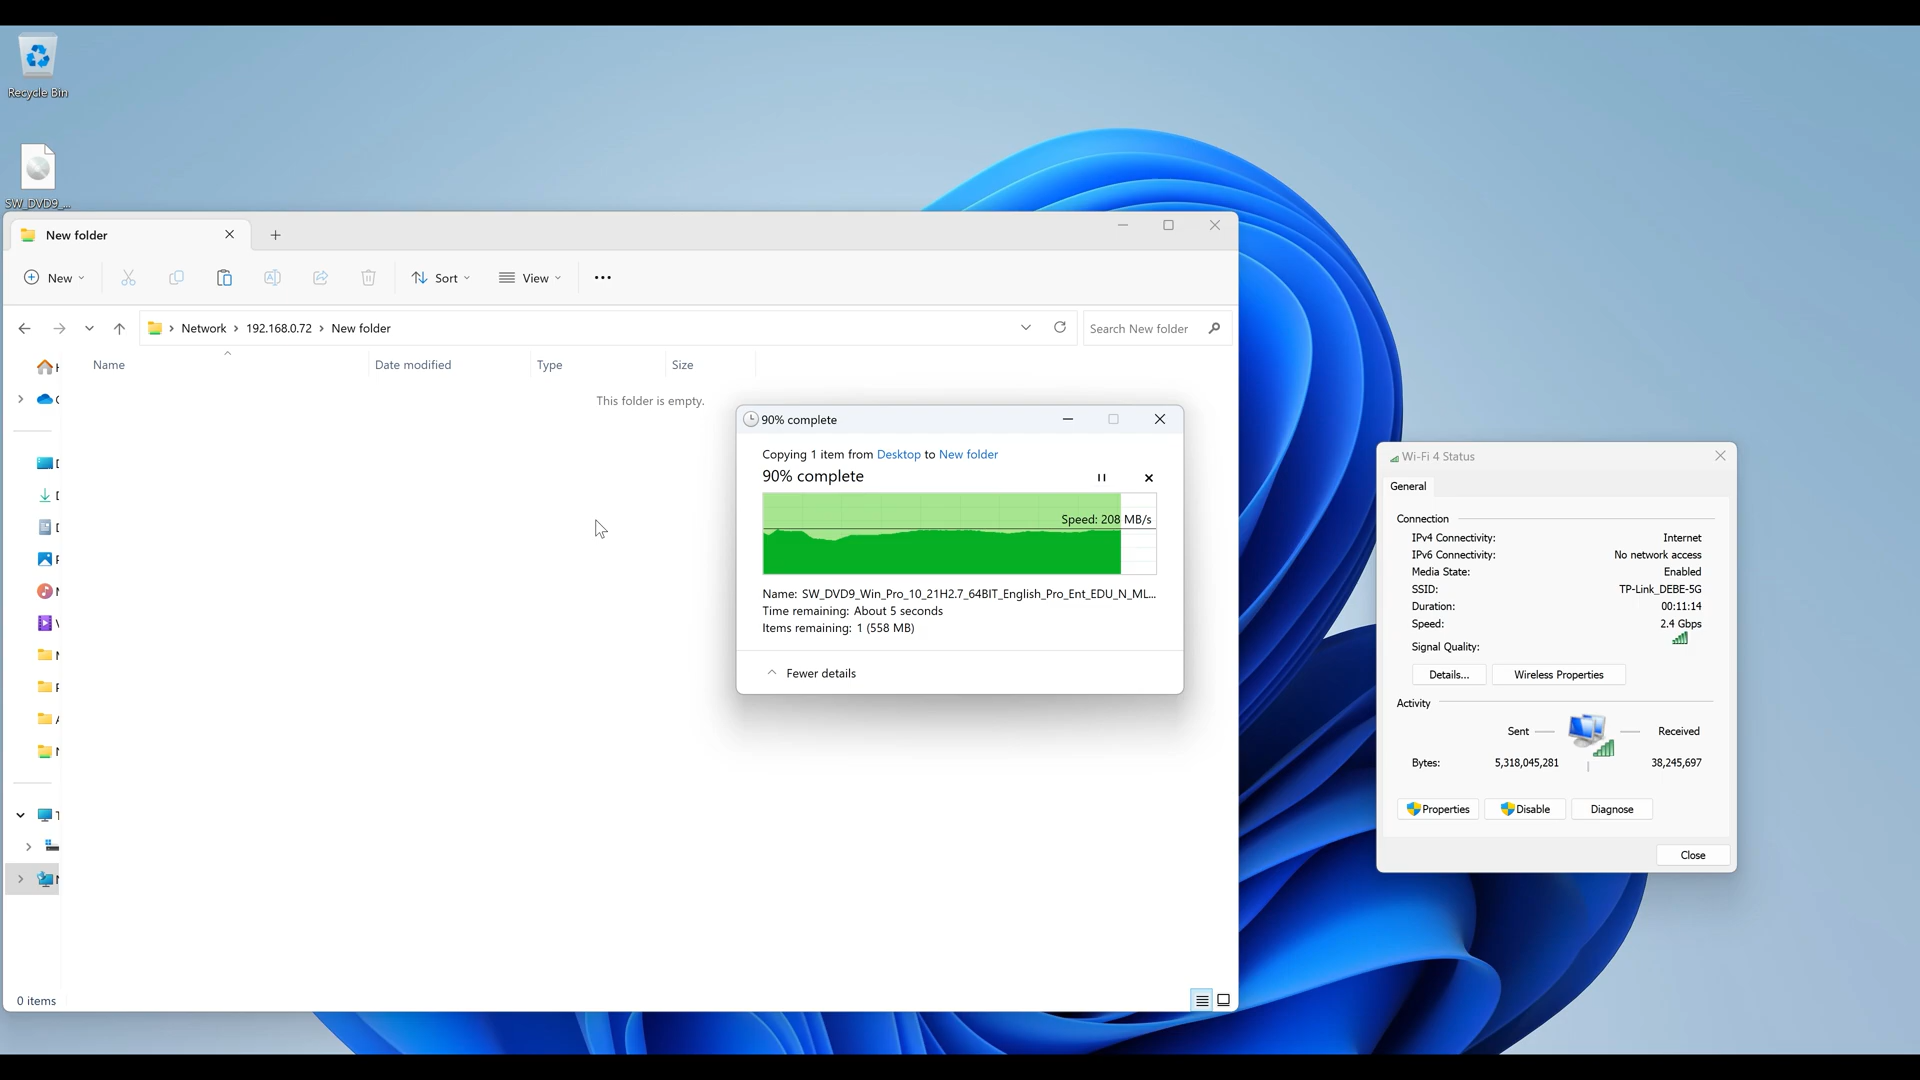 Recycle Bin
SW_DVD9_...
New folder
New
Sort
View
Network
192.168.0.72
New folder
Search New folder
Name
Date modified
Type
Size
This folder is empty.
90% complete
Copying 1 item from Desktop to New folder
90% complete
Speed: 208 MB/s
Name: SW_DVD9_Win_Pro_10_21H2.7_64BIT_English_Pro_Ent_EDU_N_ML...
Time remaining: About 5 seconds
Items remaining: 1 (558 MB)
Fewer details
0 items
Wi-Fi 4 Status
General
Connection
IPv4 Connectivity: Internet
IPv6 Connectivity: No network access
Media State: Enabled
SSID: TP-Link_DEBE-5G
Duration: 00:11:14
Speed: 2.4 Gbps
Signal Quality:
Details...
Wireless Properties
Activity
Sent
Received
Bytes: 5,318,045,281 38,245,697
Properties
Disable
Diagnose
Close